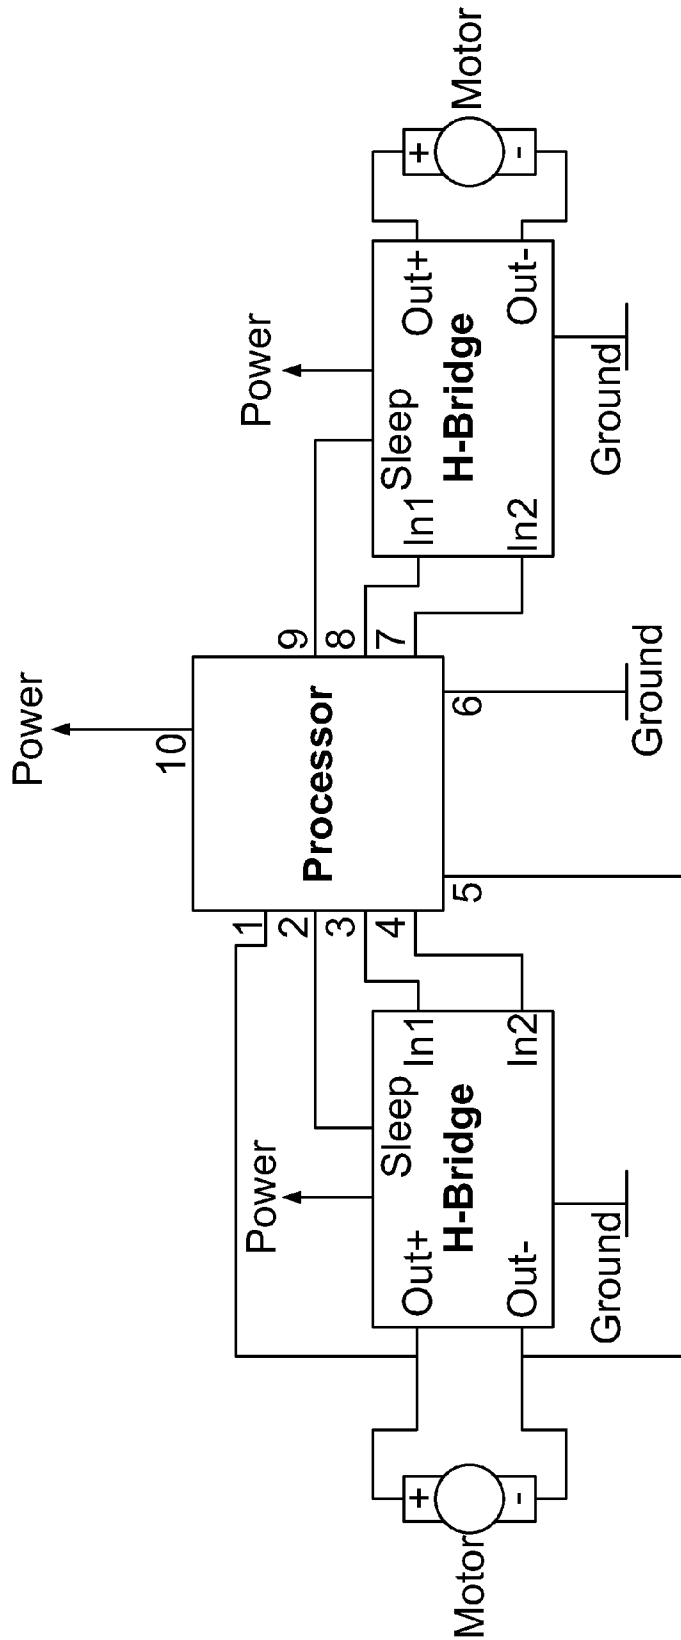 Power
10
Processor
1
2
3
4
5
6
7
8
9
Power
Sleep
In1
In2
H-Bridge
Out+
Out-
Ground
+
-
Motor
Ground
Power
Sleep
In1
In2
H-Bridge
Out+
Out-
Ground
+
-
Motor